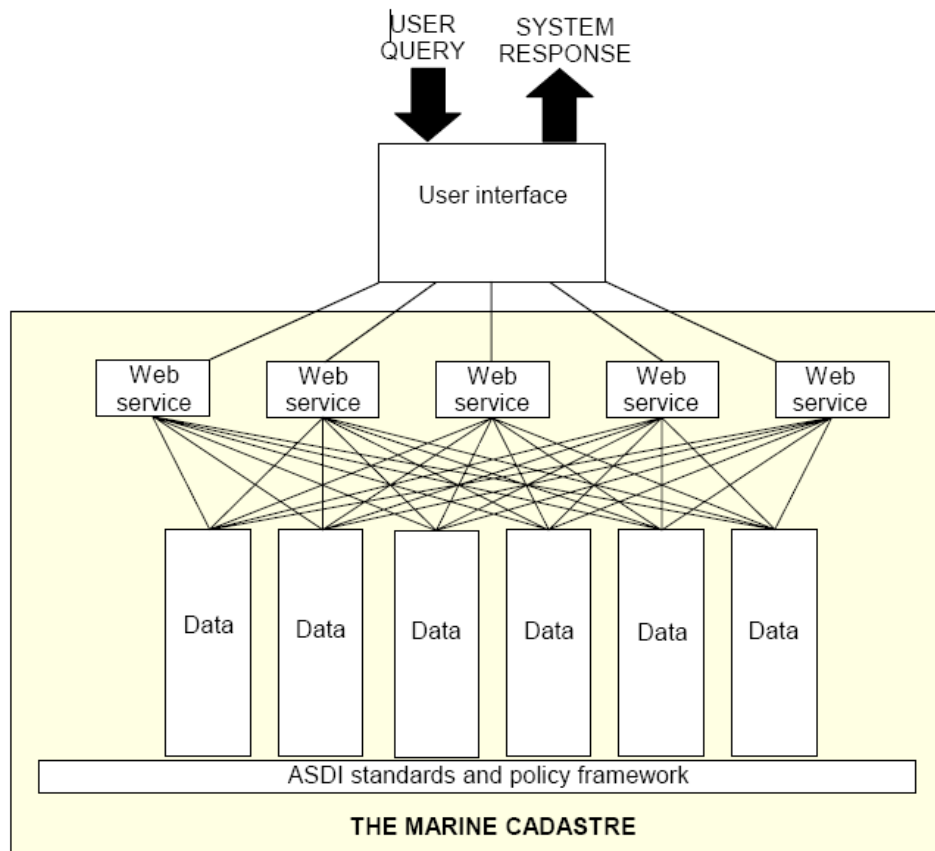 USER
QUERY
SYSTEM
RESPONSE
User interface
Web
service
Web
service
Web
service
Web
service
Web
service
Data
Data
Data
Data
Data
Data
ASDI standards and policy framework
THE MARINE CADASTRE